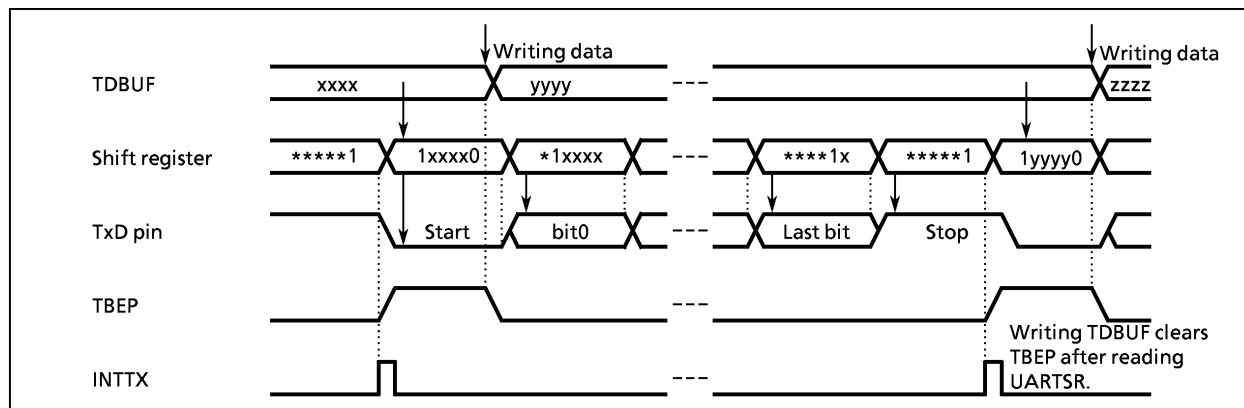 Writing data
Writing data
TDBUF xxxx yyyy zzzz
Shift register *****1 1xxxx0 *1xxxx ****1x *****1 1yyyy0
TxD pin Start bit0 Last bit Stop
TBEP
Writing TDBUF clears
TBEP after reading
UARTSR.
INTTX